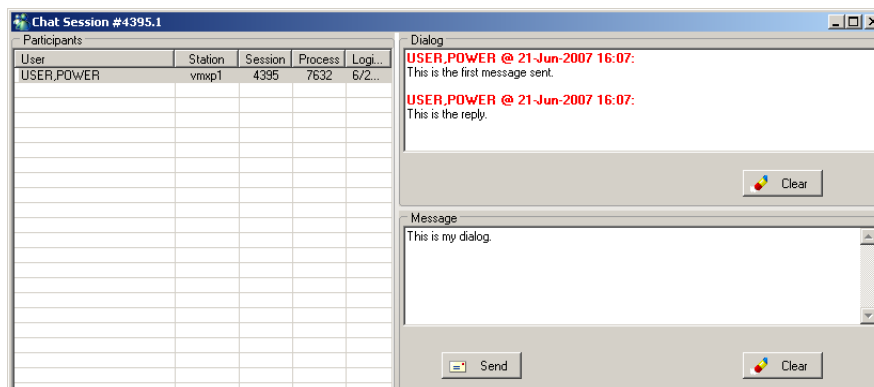 Chat Session #4395.1
Participants
User Station Session Process Logi...
USER,POWER vmxp1 4395 7632 6/2...
Dialog
USER,POWER @ 21-Jun-2007 16:07:
This is the first message sent.
USER,POWER @ 21-Jun-2007 16:07:
This is the reply.
Clear
Message
This is my dialog.
Send Clear